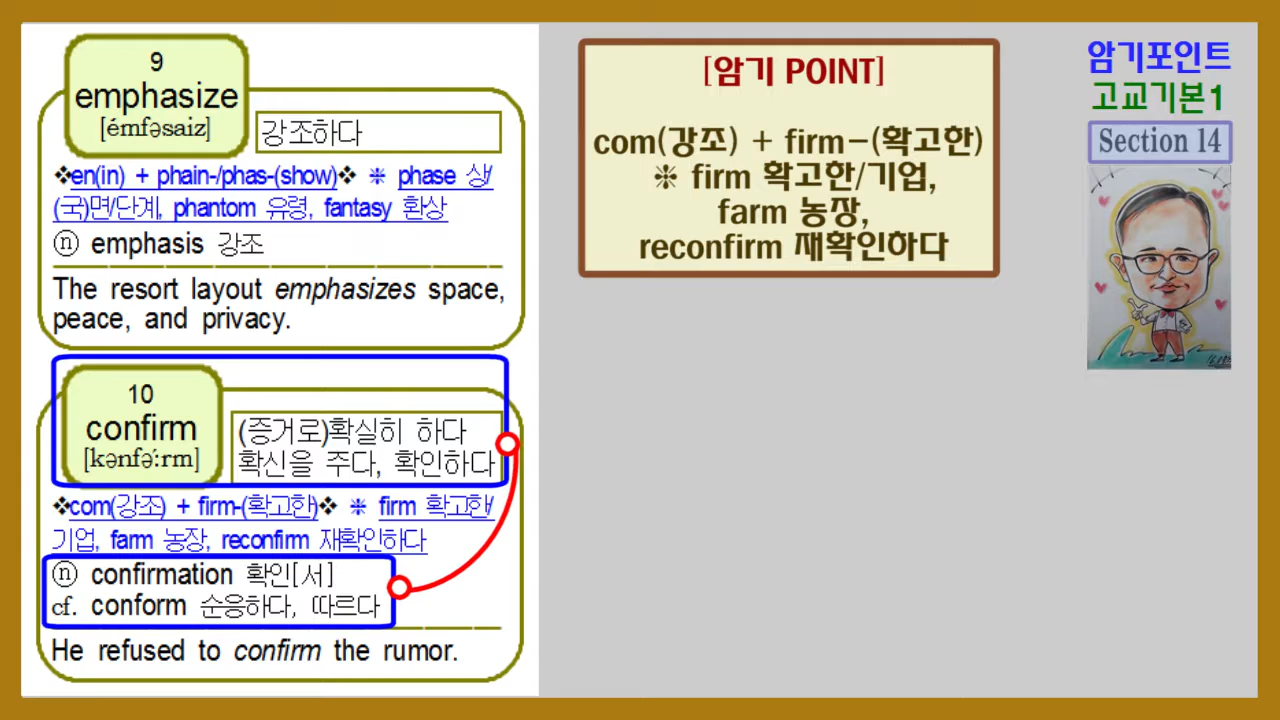 9
emphasize
[émfəsaiz]
강조하다
❖en(in) + phain-/phas-(show)❖ ❈ phase 상/
(국)면/단계, phantom 유령, fantasy 환상
ⓝ emphasis 강조
The resort layout emphasizes space,
peace, and privacy.
10
confirm
[kənfə́ːrm]
(증거로)확실히 하다
확신을 주다, 확인하다
❖com(강조) + firm-(확고한)❖ ❈ firm 확고한/
기업, farm 농장, reconfirm 재확인하다
ⓝ confirmation 확인[서]
cf. conform 순응하다, 따르다
He refused to confirm the rumor.
[암기 POINT]
com(강조) + firm-(확고한)
❈ firm 확고한/기업,
farm 농장,
reconfirm 재확인하다
암기포인트
고교기본1
Section 14